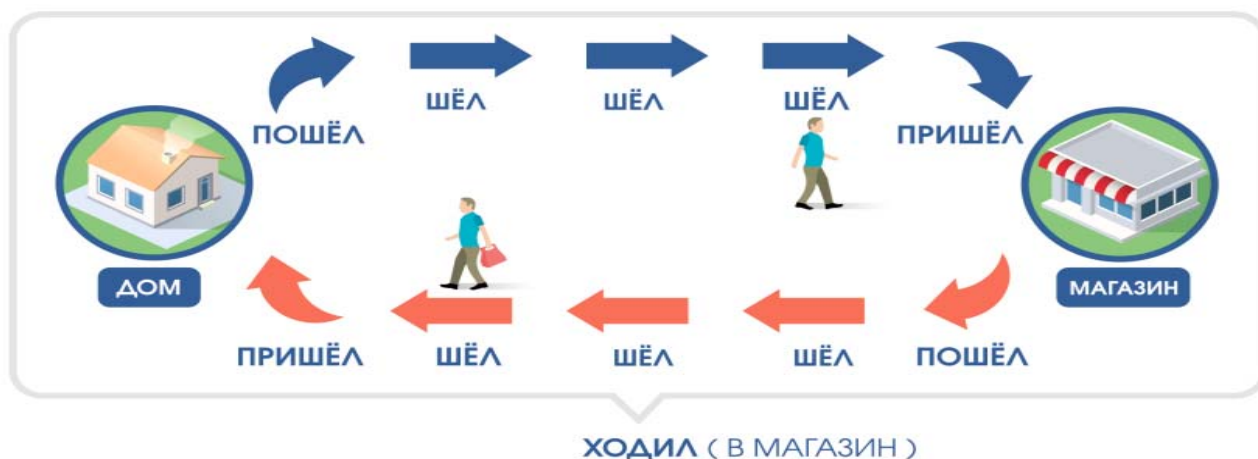 ШЁЛ ШЁЛ ШЁЛ
ПОШЁЛ ПРИШЁЛ
ДОМ МАГАЗИН
ПРИШЁЛ ШЁЛ ШЁЛ ШЁЛ ПОШЁЛ
ХОДИЛ ( В МАГАЗИН )